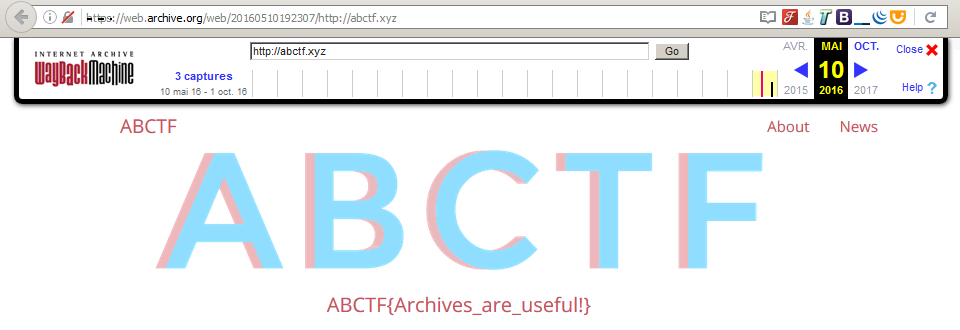 https://web.archive.org/web/20160510192307/http://abctf.xyz
INTERNET ARCHIVE
WayBackMachine
http://abctf.xyz
Go
3 captures
10 mai 16 - 1 oct. 16
AVR.
MAI
OCT.
10
2015
2016
2017
Close
Help ?
ABCTF
About
News
ABCTF
ABCTF{Archives_are_useful!}